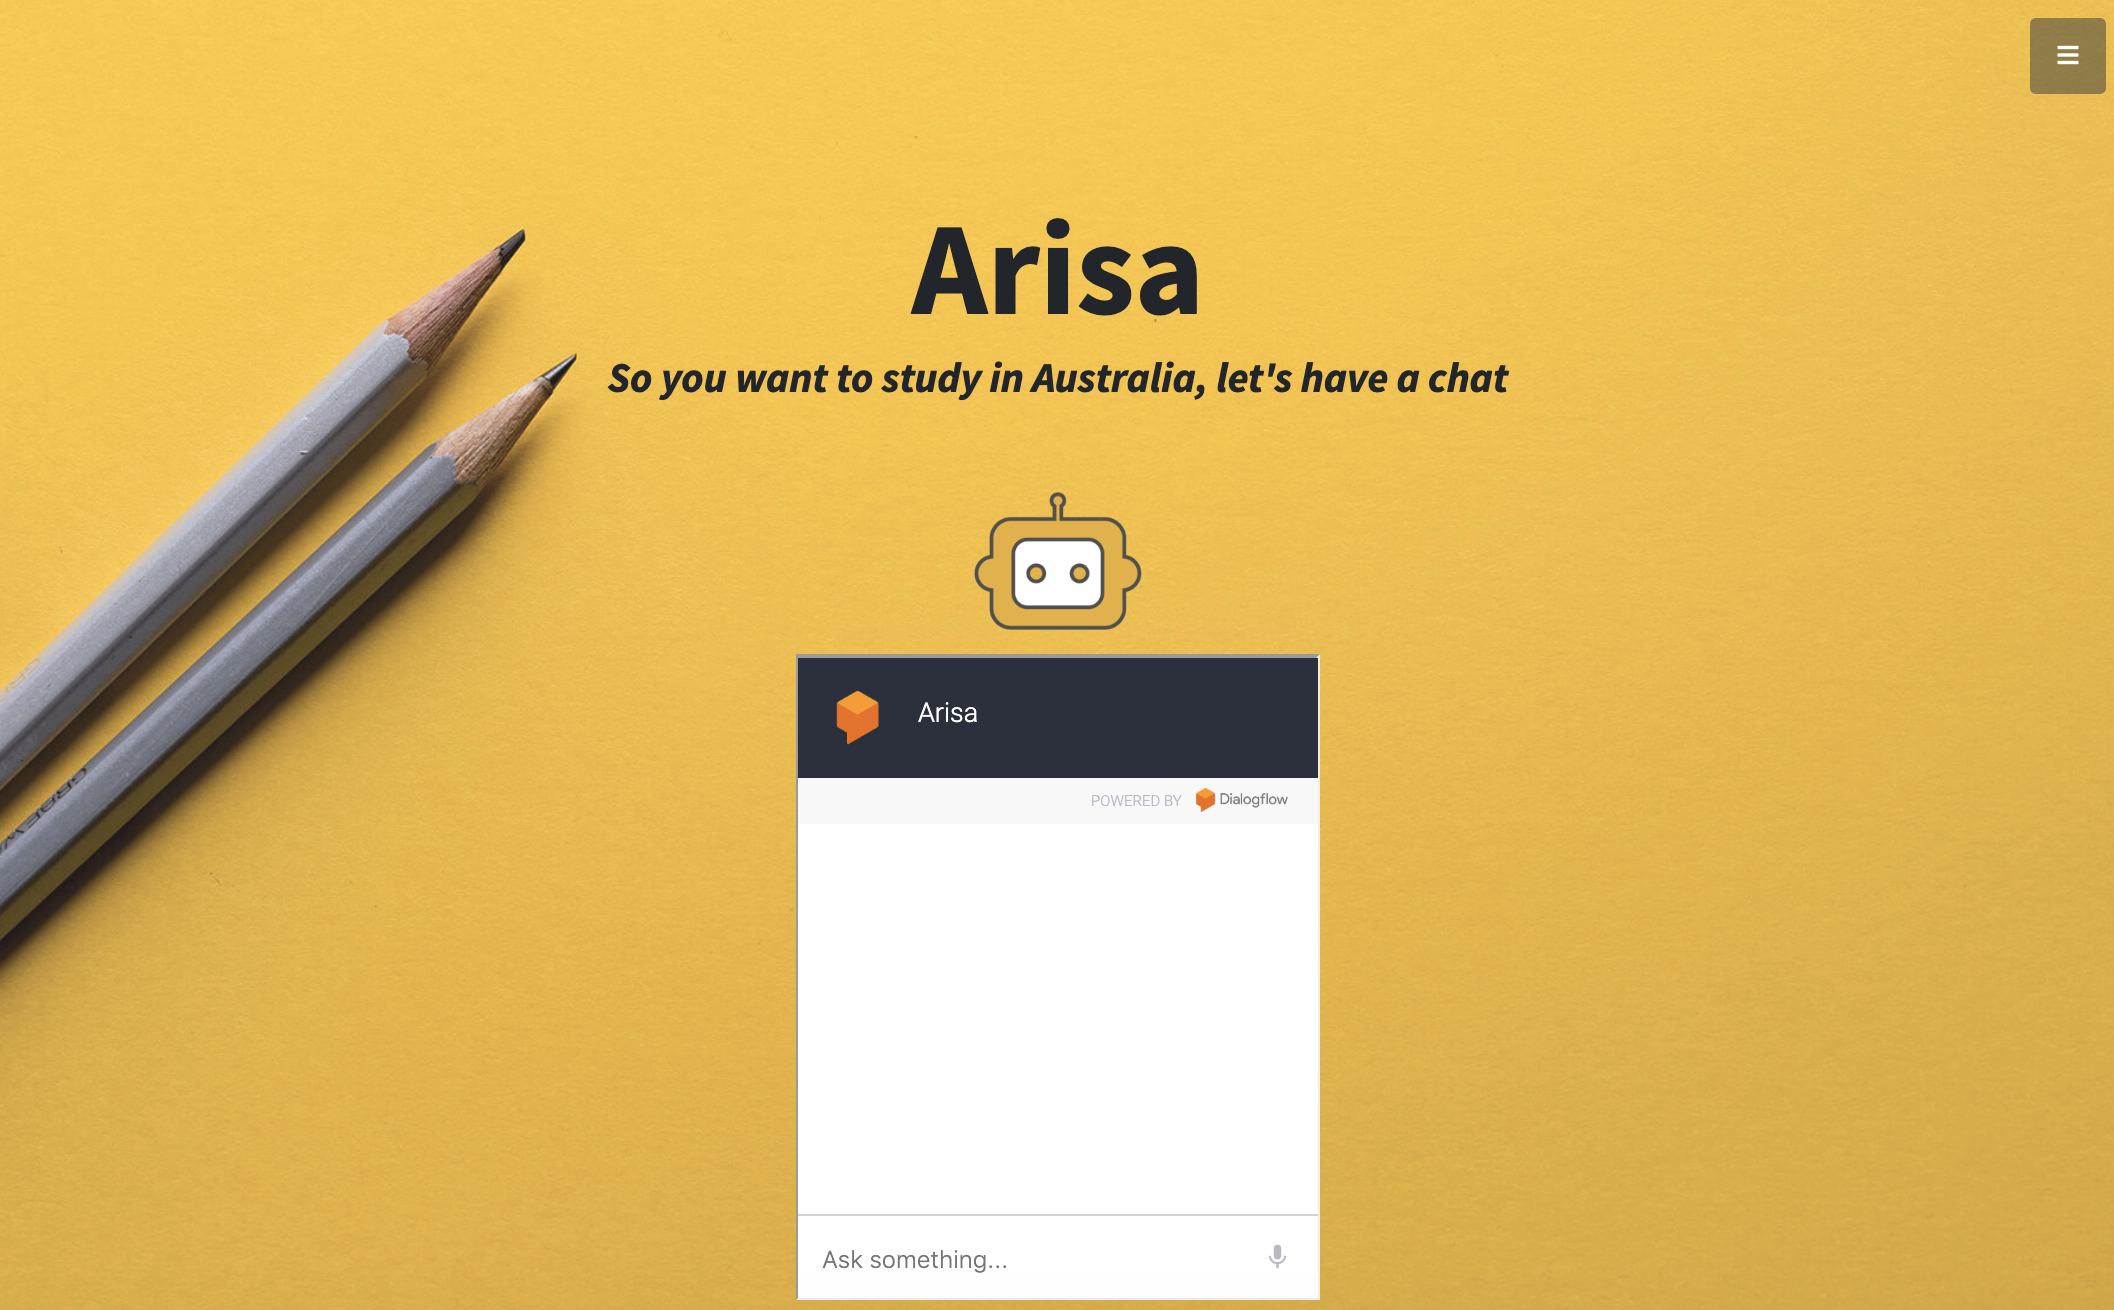 Arisa
So you want to study in Australia, let's have a chat
Arisa
POWERED BY Dialogflow
Ask something...